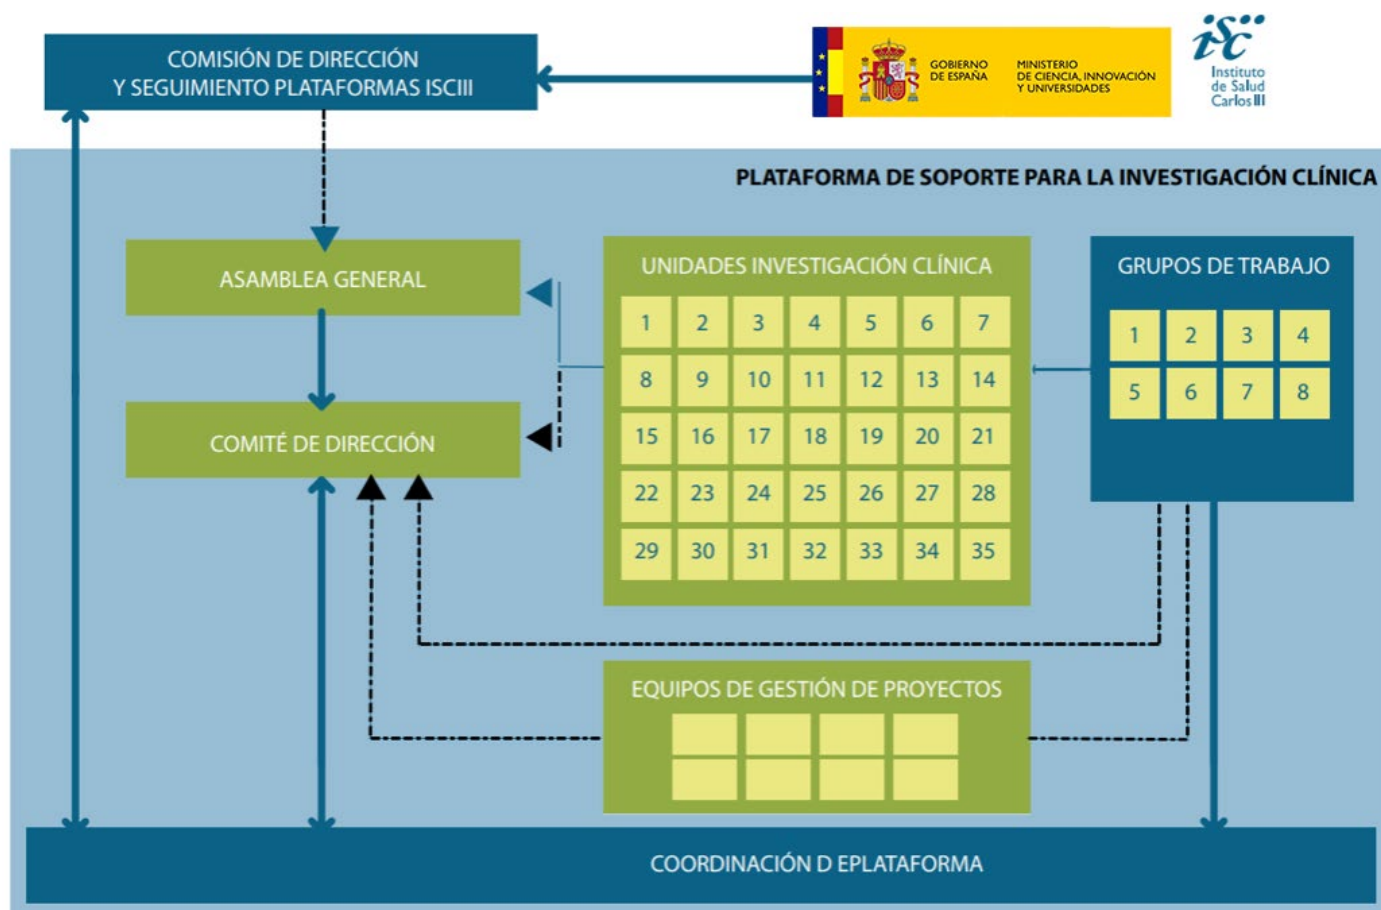 COMISIÓN DE DIRECCIÓN
Y SEGUIMIENTO PLATAFORMAS ISCIII
GOBIERNO
DE ESPAÑA
MINISTERIO
DE CIENCIA, INNOVACIÓN
Y UNIVERSIDADES
isc
Instituto
de Salud
Carlos III
PLATAFORMA DE SOPORTE PARA LA INVESTIGACIÓN CLÍNICA
ASAMBLEA GENERAL
COMITÉ DE DIRECCIÓN
UNIDADES INVESTIGACIÓN CLÍNICA
1 2 3 4 5 6 7
8 9 10 11 12 13 14
15 16 17 18 19 20 21
22 23 24 25 26 27 28
29 30 31 32 33 34 35
GRUPOS DE TRABAJO
1 2 3 4
5 6 7 8
EQUIPOS DE GESTIÓN DE PROYECTOS
COORDINACIÓN D EPLATAFORMA